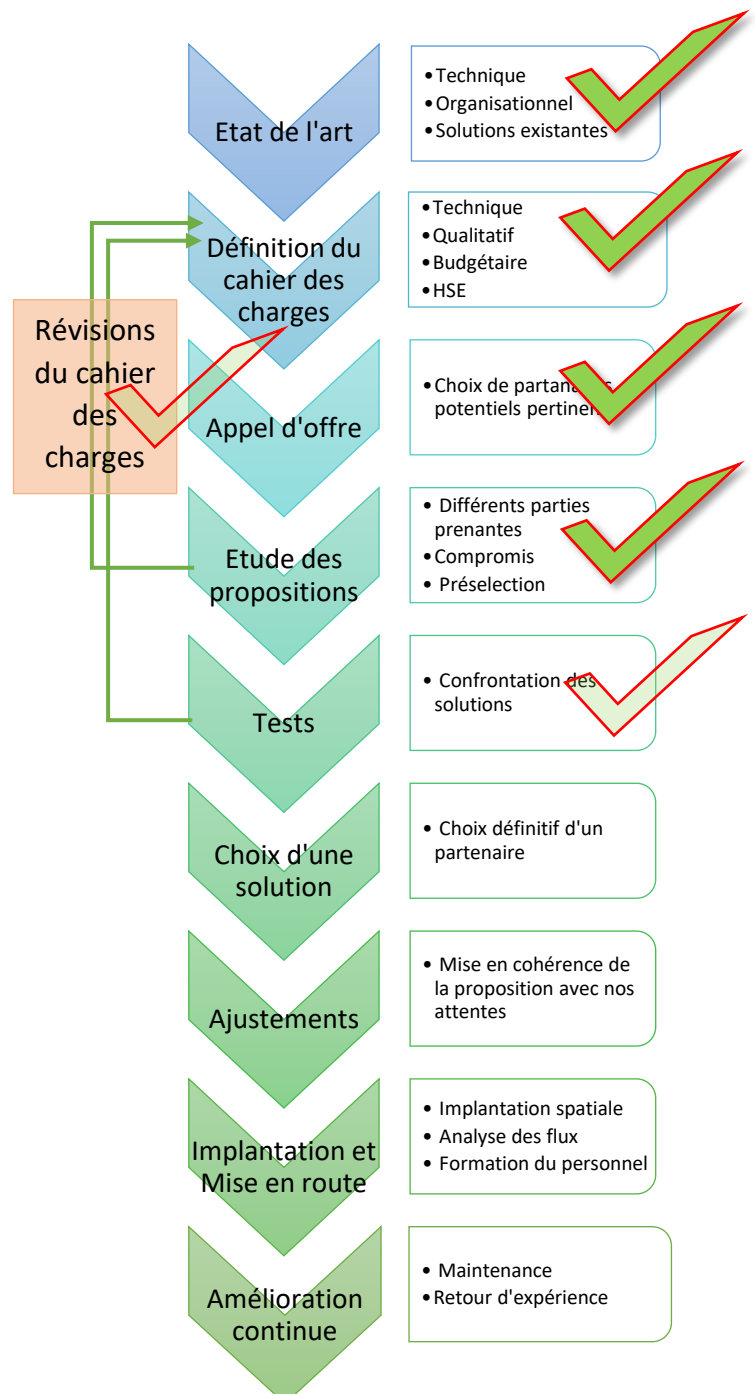 Etat de l'art
•Technique
•Organisationnel
•Solutions existantes
Définition du
cahier des
charges
•Technique
•Qualitatif
•Budgétaire
•HSE
Révisions
du cahier
des
charges
Appel d'offre
•Choix de
potentiels
Etude des
propositions
• Différents parties
prenantes
•Compromis
• Préselection
Tests
• Confrontation des
solutions
Choix d'une
solution
• Choix définitif d'un
partenaire
Ajustements
• Mise en cohérence de
la proposition avec nos
attentes
Implantation et
Mise en route
• Implantation spatiale
• Analyse des flux
• Formation du personnel
Amélioration
continue
• Maintenance
•Retour d'expérience